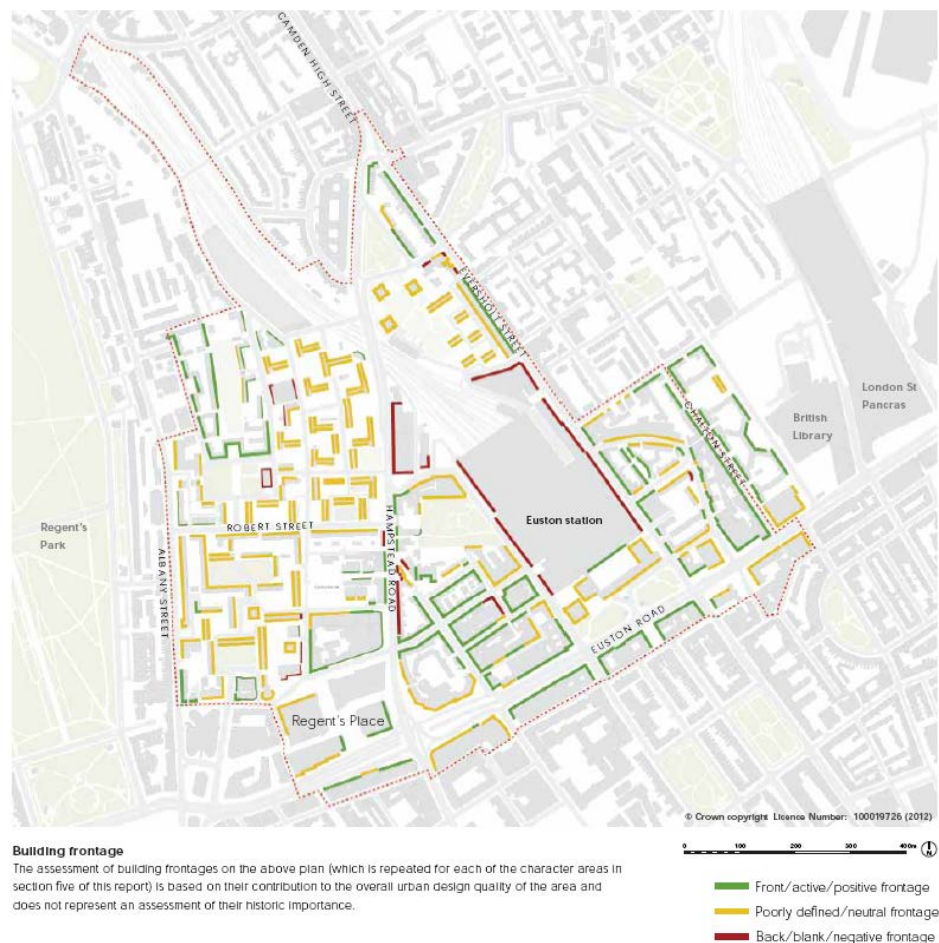 CAMDEN HIGH STREET
EVERSHOLT STREET
CHALTON STREET
London St
Pancras
British
Library
Euston station
Regent's
Park
ROBERT STREET
HAMPSTEAD ROAD
ALBANY STREET
EUSTON ROAD
Regent's Place
© Crown copyright Licence Number: 100019726 (2012)
Building frontage
The assessment of building frontages on the above plan (which is repeated for each of the character areas in
section five of this report) is based on their contribution to the overall urban design quality of the area and
does not represent an assessment of their historic importance.
0 100 200 300 400m
N
Front/active/positive frontage
Poorly defined/neutral frontage
Back/blank/negative frontage